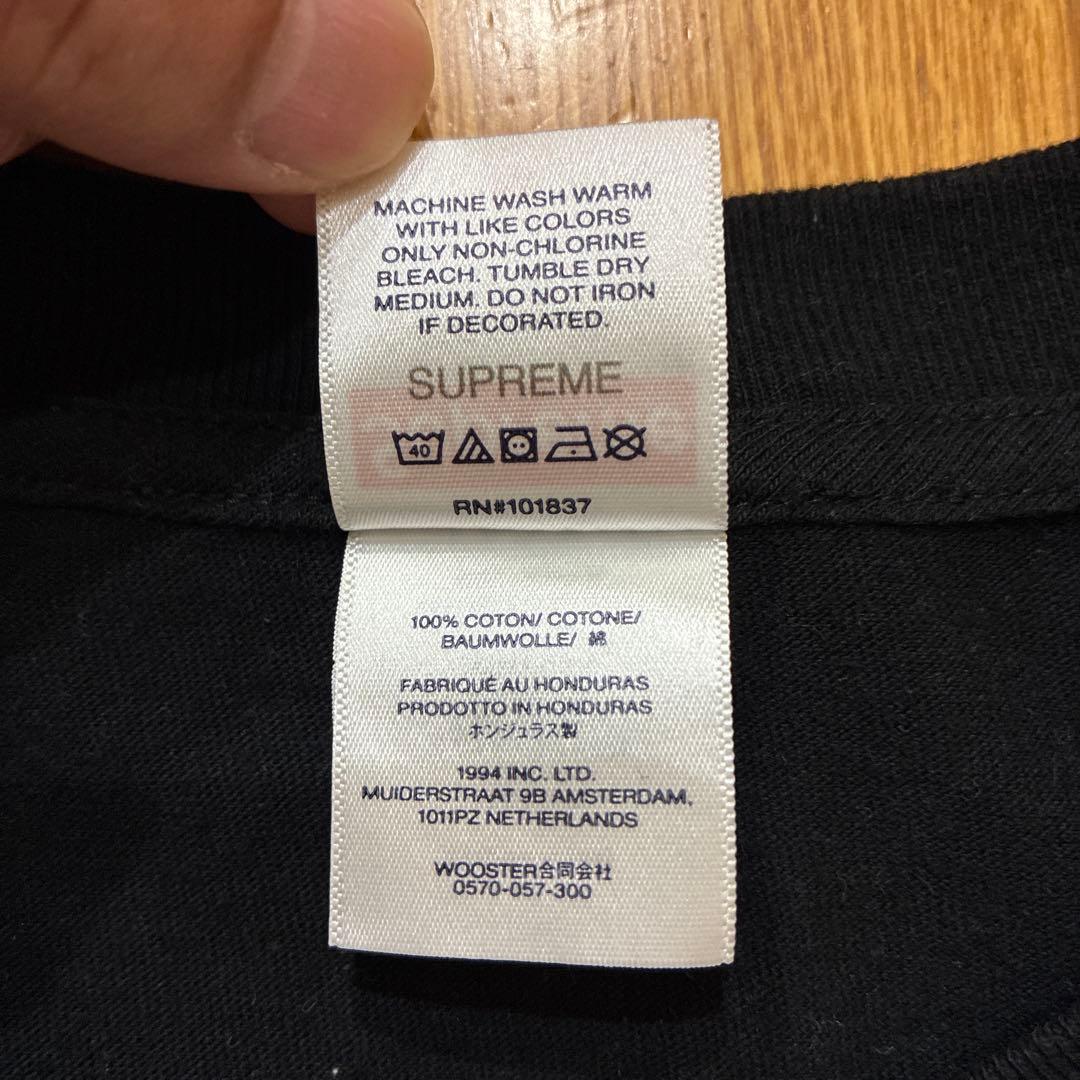 MACHINE WASH WARM
WITH LIKE COLORS
ONLY NON-CHLORINE
BLEACH. TUMBLE DRY
MEDIUM. DO NOT IRON
IF DECORATED.
SUPREME
40
RN#101837
100% COTON/ COTONE/
BAUMWOLLE/ 綿
FABRIQUÉ AU HONDURAS
PRODOTTO IN HONDURAS
ホンジュラス製
1994 INC. LTD.
MUIDERSTRAAT 9B AMSTERDAM,
1011PZ NETHERLANDS
WOOSTER合同会社
0570-057-300